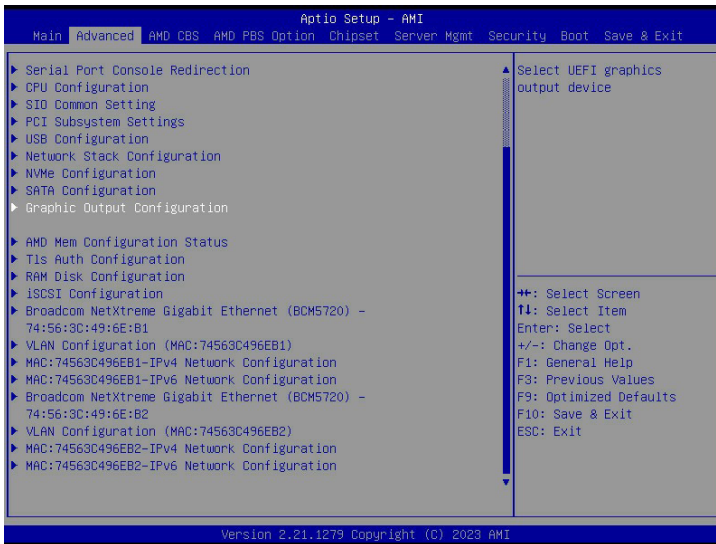 Aptio Setup – AMI
Main Advanced AMD CBS AMD PBS Option Chipset Server Mgmt Security Boot Save & Exit
Serial Port Console Redirection
CPU Configuration
SIO Common Setting
PCI Subsystem Settings
USB Configuration
Network Stack Configuration
NVMe Configuration
SATA Configuration
Graphic Output Configuration
AMD Mem Configuration Status
Tls Auth Configuration
RAM Disk Configuration
iSCSI Configuration
Broadcom NetXtreme Gigabit Ethernet (BCM5720) –
74:56:3C:49:6E:B1
VLAN Configuration (MAC:74563C496EB1)
MAC:74563C496EB1-IPv4 Network Configuration
MAC:74563C496EB1-IPv6 Network Configuration
Broadcom NetXtreme Gigabit Ethernet (BCM5720) –
74:56:3C:49:6E:B2
VLAN Configuration (MAC:74563C496EB2)
MAC:74563C496EB2-IPv4 Network Configuration
MAC:74563C496EB2-IPv6 Network Configuration
Select UEFI graphics
output device
→←: Select Screen
↑↓: Select Item
Enter: Select
+/-: Change Opt.
F1: General Help
F3: Previous Values
F9: Optimized Defaults
F10: Save & Exit
ESC: Exit
Version 2.21.1279 Copyright (C) 2023 AMI